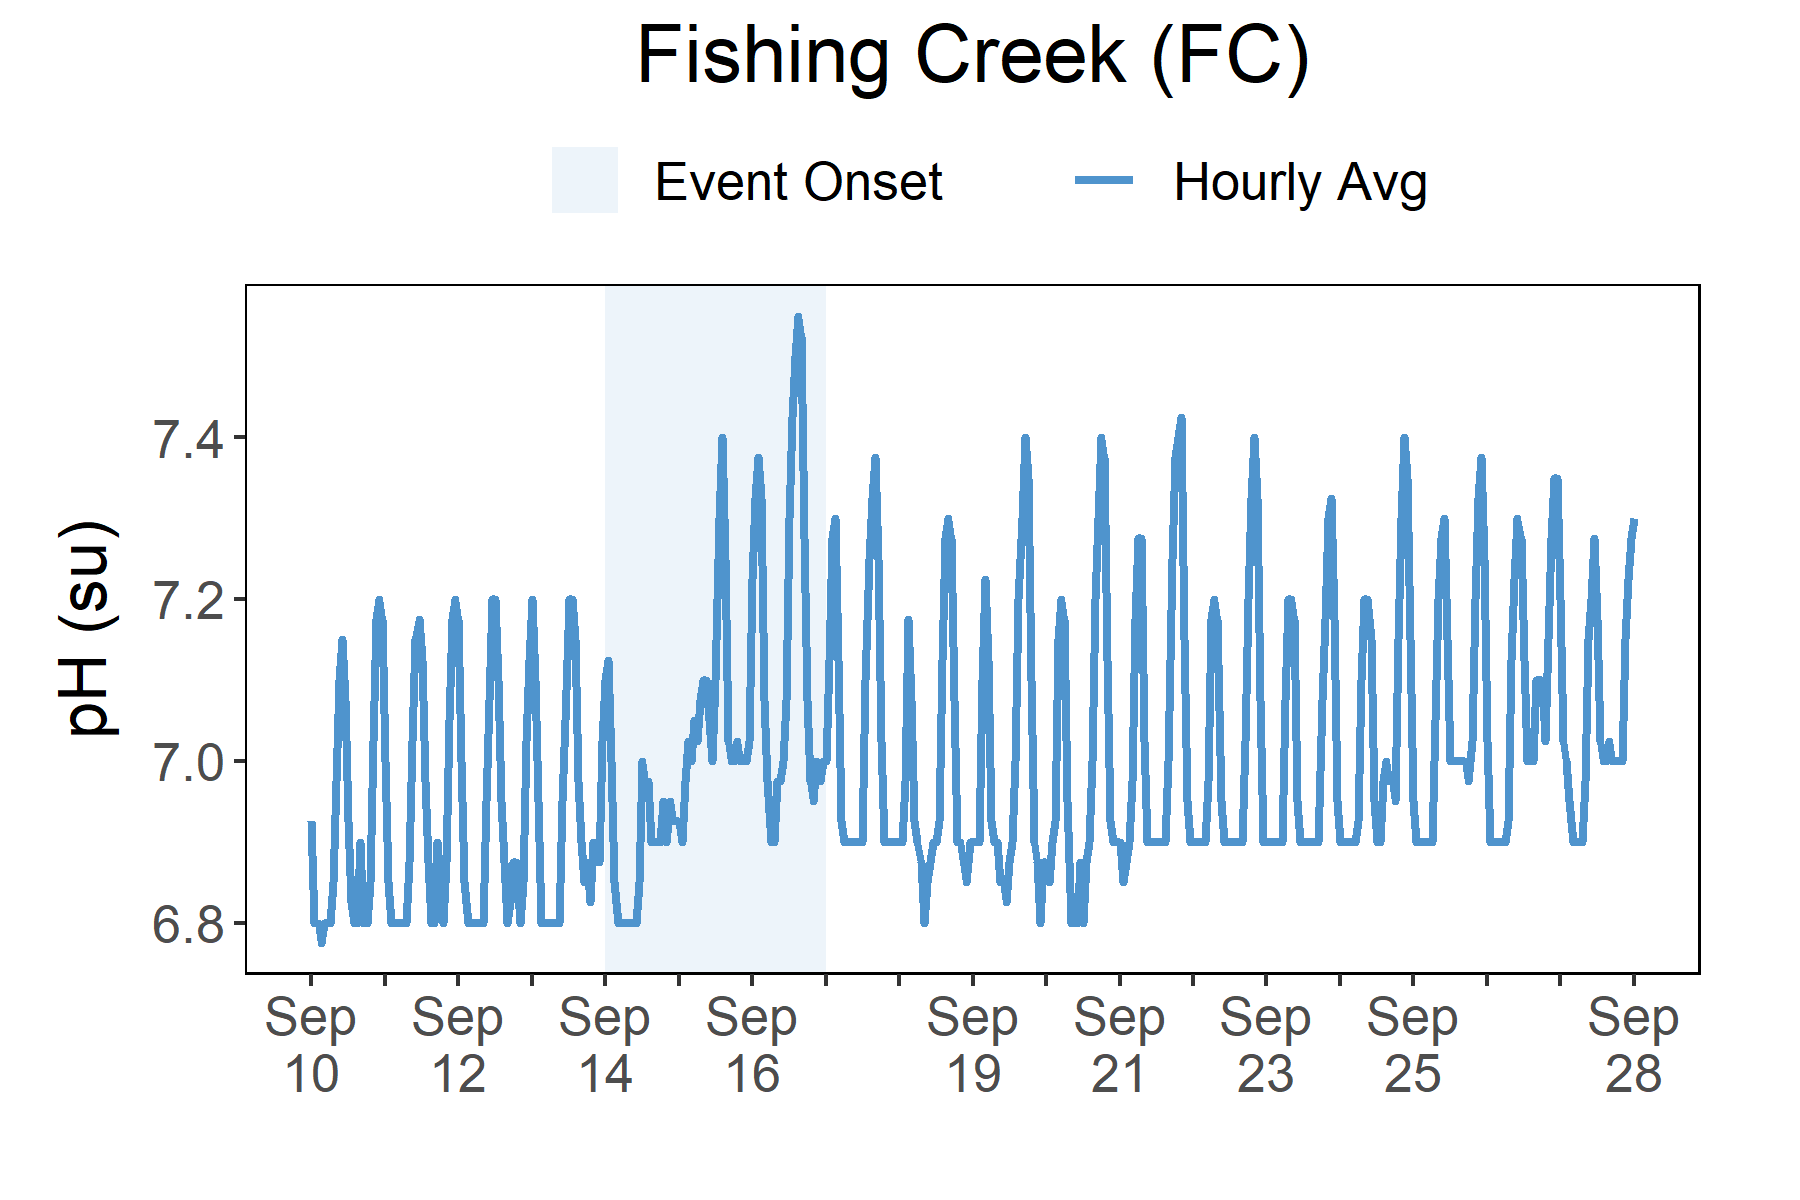 Fishing Creek (FC)
Event Onset Hourly Avg
pH (su)
7.4
7.2
7.0
6.8
Sep Sep Sep Sep Sep Sep Sep Sep Sep
10 12 14 16 19 21 23 25 28